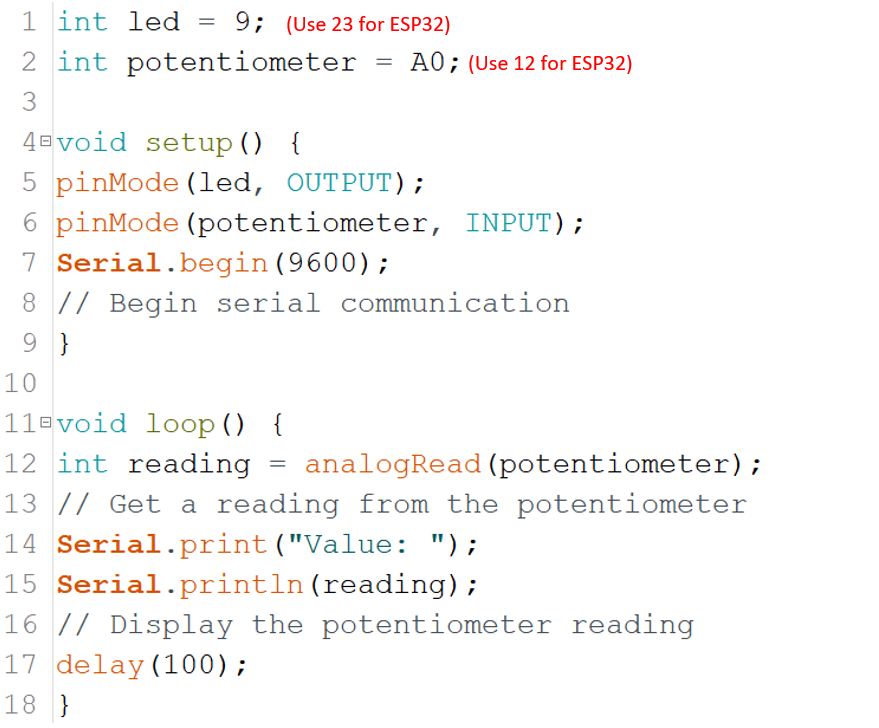 1 int led = 9; (Use 23 for ESP32)
2 int potentiometer = A0; (Use 12 for ESP32)
3
4 void setup() {
5 pinMode(led, OUTPUT);
6 pinMode(potentiometer, INPUT);
7 Serial.begin(9600);
8 // Begin serial communication
9 }
10
11 void loop() {
12 int reading = analogRead(potentiometer);
13 // Get a reading from the potentiometer
14 Serial.print("Value: ");
15 Serial.println(reading);
16 // Display the potentiometer reading
17 delay(100);
18 }